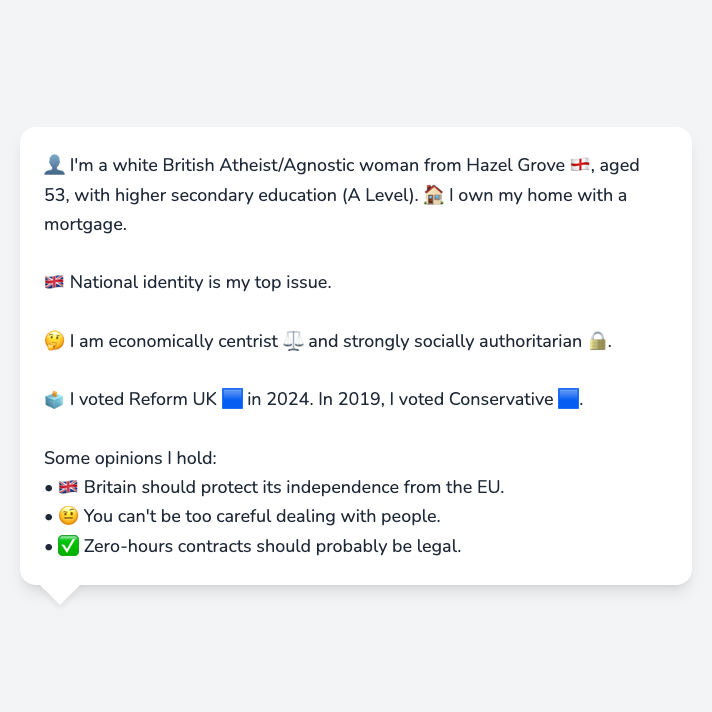 👤 I'm a white British Atheist/Agnostic woman from Hazel Grove 🏴󠁧󠁢󠁥󠁮󠁧󠁿, aged
53, with higher secondary education (A Level). 🏠 I own my home with a
mortgage.
🇬🇧 National identity is my top issue.
🤔 I am economically centrist ⚖️ and strongly socially authoritarian 🔒.
🗳️ I voted Reform UK 🟦 in 2024. In 2019, I voted Conservative 🟦.
Some opinions I hold:
• 🇬🇧 Britain should protect its independence from the EU.
• 🤨 You can't be too careful dealing with people.
• ✅ Zero-hours contracts should probably be legal.